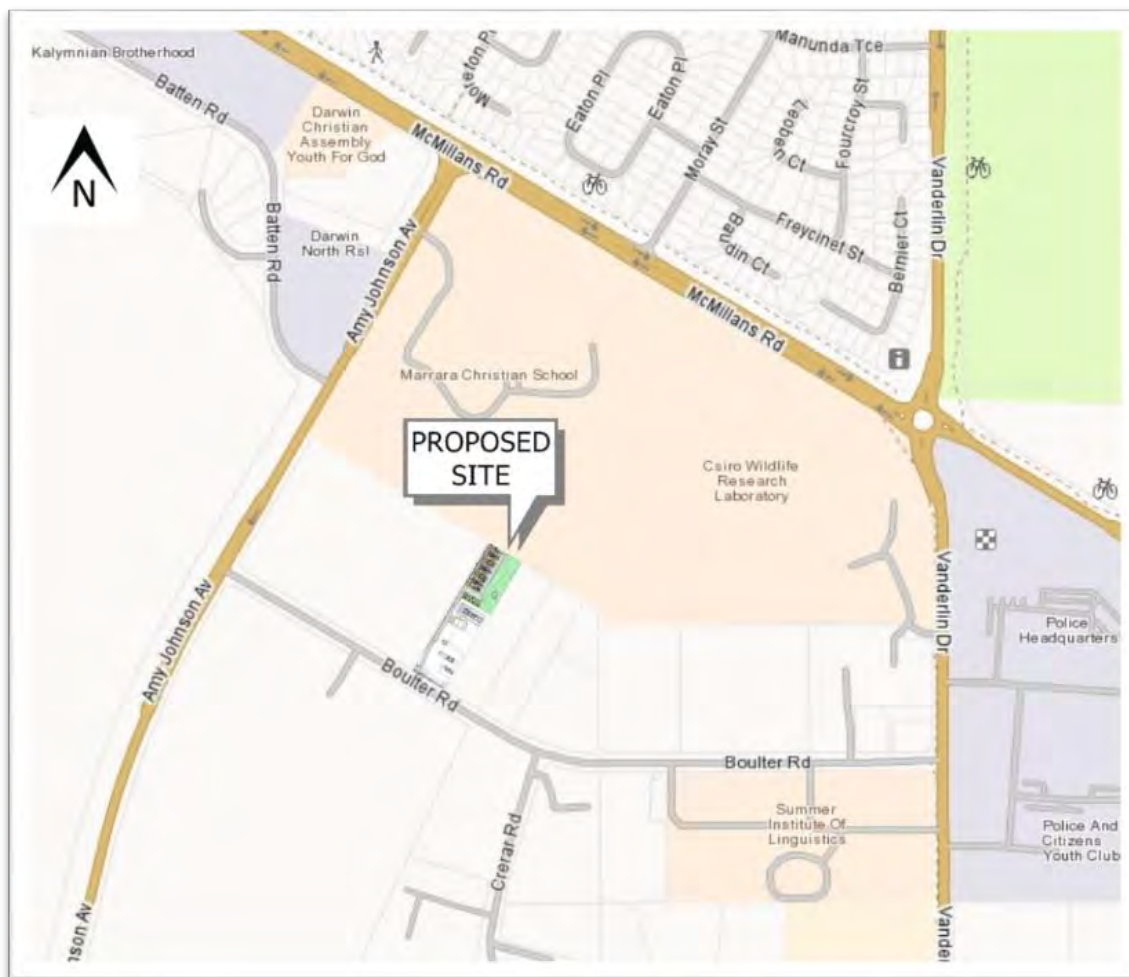 Kalymnian Brotherhood
Batten Rd
Darwin
Christian
Assembly
Youth For God
N
Batten Rd
Darwin
North Rsl
Amy Johnson Av
McMillans Rd
Moreton Pl
Eaton Pl
Eaton Pl
Moray St
Manunda Tce
Leoben Ct
Fourcroy St
Freycinet St
Baudin Ct
Bernier Ct
Vanderlin Dr
McMillans Rd
i
Marrara Christian School
PROPOSED
SITE
Csiro Wildlife
Research
Laboratory
Amy Johnson Av
Boulter Rd
Vanderlin Dr
Police
Headquarters
Boulter Rd
Crerar Rd
Summer
Institute Of
Linguistics
Police And
Citizens
Youth Club
nson Av
Vander